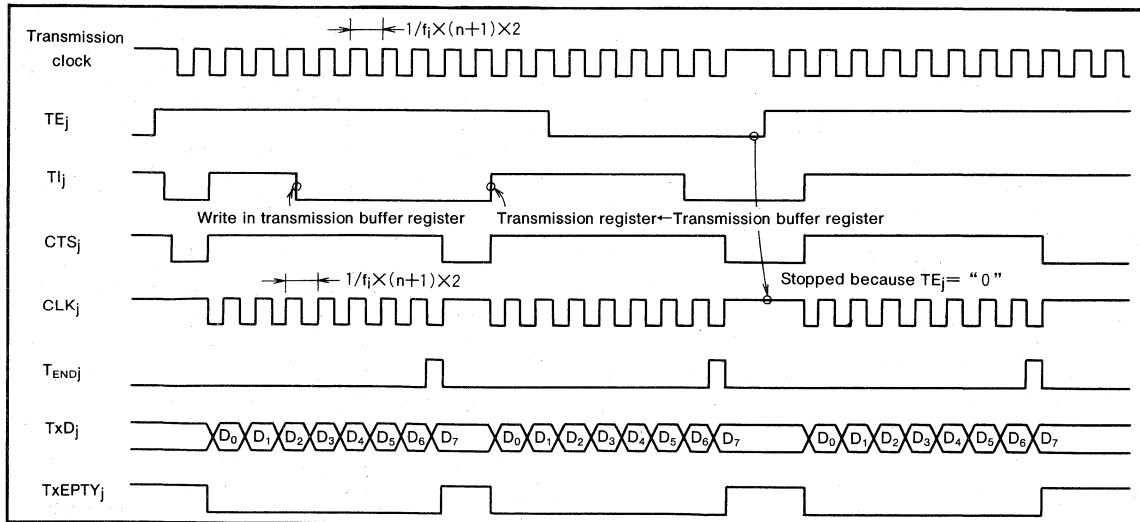 1/fi×(n+1)×2
Transmission
clock
TEj
TIj
Write in transmission buffer register
Transmission register←Transmission buffer register
CTSj
1/fi×(n+1)×2
Stopped because TEj= “0”
CLKj
TENDj
TxDj
D0 D1 D2 D3 D4 D5 D6 D7 D0 D1 D2 D3 D4 D5 D6 D7 D0 D1 D2 D3 D4 D5 D6 D7
TxEPTYj